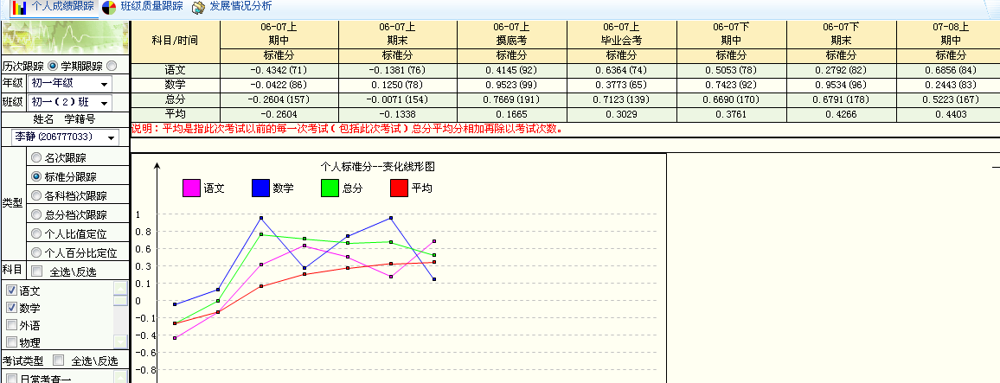 个人成绩跟踪 班级质量跟踪 发展情况分析
历次跟踪 学期跟踪
年级 初一年级
班级 初一(2)班
姓名 学籍号
李静(206777033)
类型
名次跟踪
标准分跟踪
各科档次跟踪
总分档次跟踪
个人比值定位
个人百分比定位
科目 全选\反选
语文
数学
外语
物理
考试类型 全选\反选
日常考查一
科目/时间 06-07上 期中 06-07上 期末 06-07上 摸底考 06-07上 毕业会考 06-07下 期中 06-07下 期末 07-08上 期中
标准分 标准分 标准分 标准分 标准分 标准分 标准分
语文 -0.4342(71) -0.1381(76) 0.4145(92) 0.6364(74) 0.5053(78) 0.2792(82) 0.6856(84)
数学 -0.0422(86) 0.1250(78) 0.9523(99) 0.3773(65) 0.7423(92) 0.9534(96) 0.2443(83)
总分 -0.2604(157) -0.0071(154) 0.7669(191) 0.7123(139) 0.6690(170) 0.6791(178) 0.5223(167)
平均 -0.2604 -0.1338 0.1665 0.3029 0.3761 0.4266 0.4403
说明:平均是指此次考试以前的每一次考试(包括此次考试)总分平均分相加再除以考试次数。
个人标准分--变化线形图
语文 数学 总分 平均
1
0.8
0.6
0.3
0.1
0
-0.1
-0.4
-0.6
-0.8